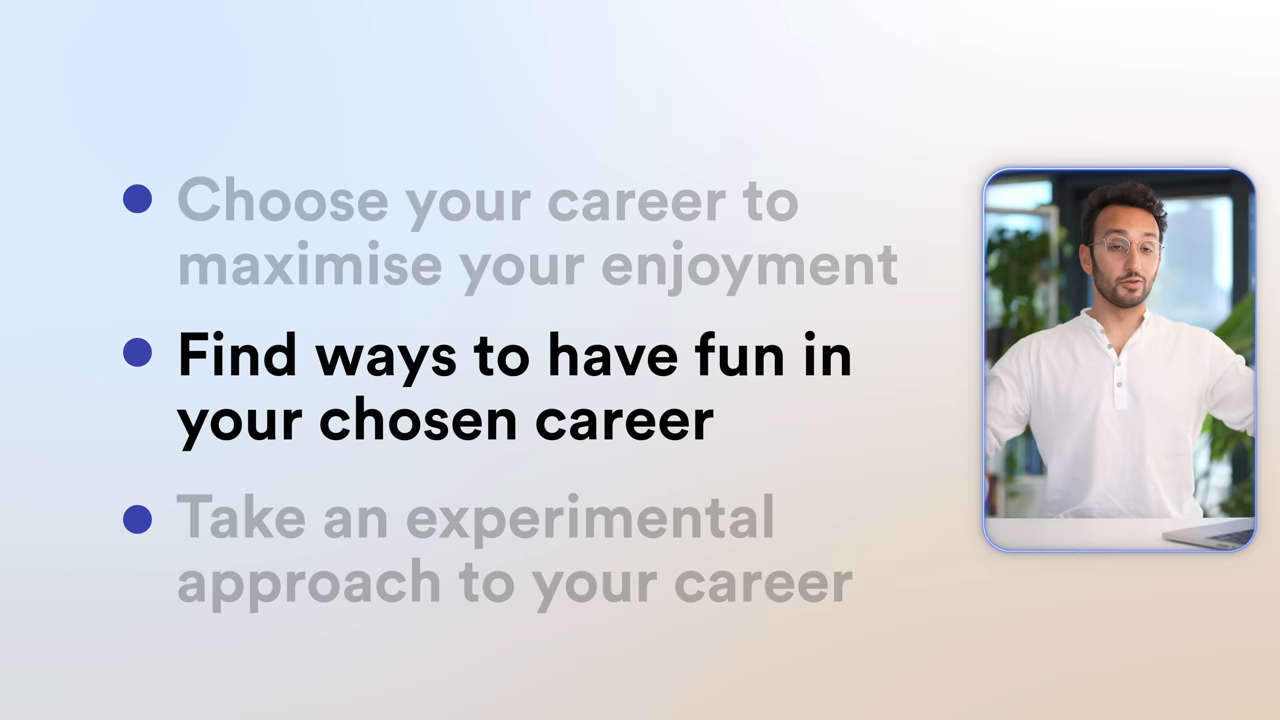 Choose your career to
maximise your enjoyment
Find ways to have fun in
your chosen career
Take an experimental
approach to your career